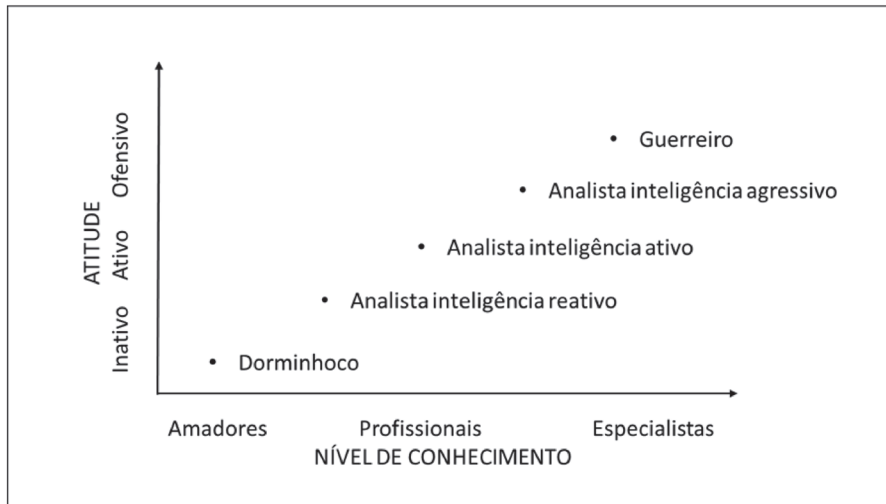 Guerreiro
Analista inteligência agressivo
Analista inteligência ativo
Analista inteligência reativo
Dorminhoco
ATITUDE
Inativo Ativo Ofensivo
Amadores Profissionais Especialistas
NÍVEL DE CONHECIMENTO